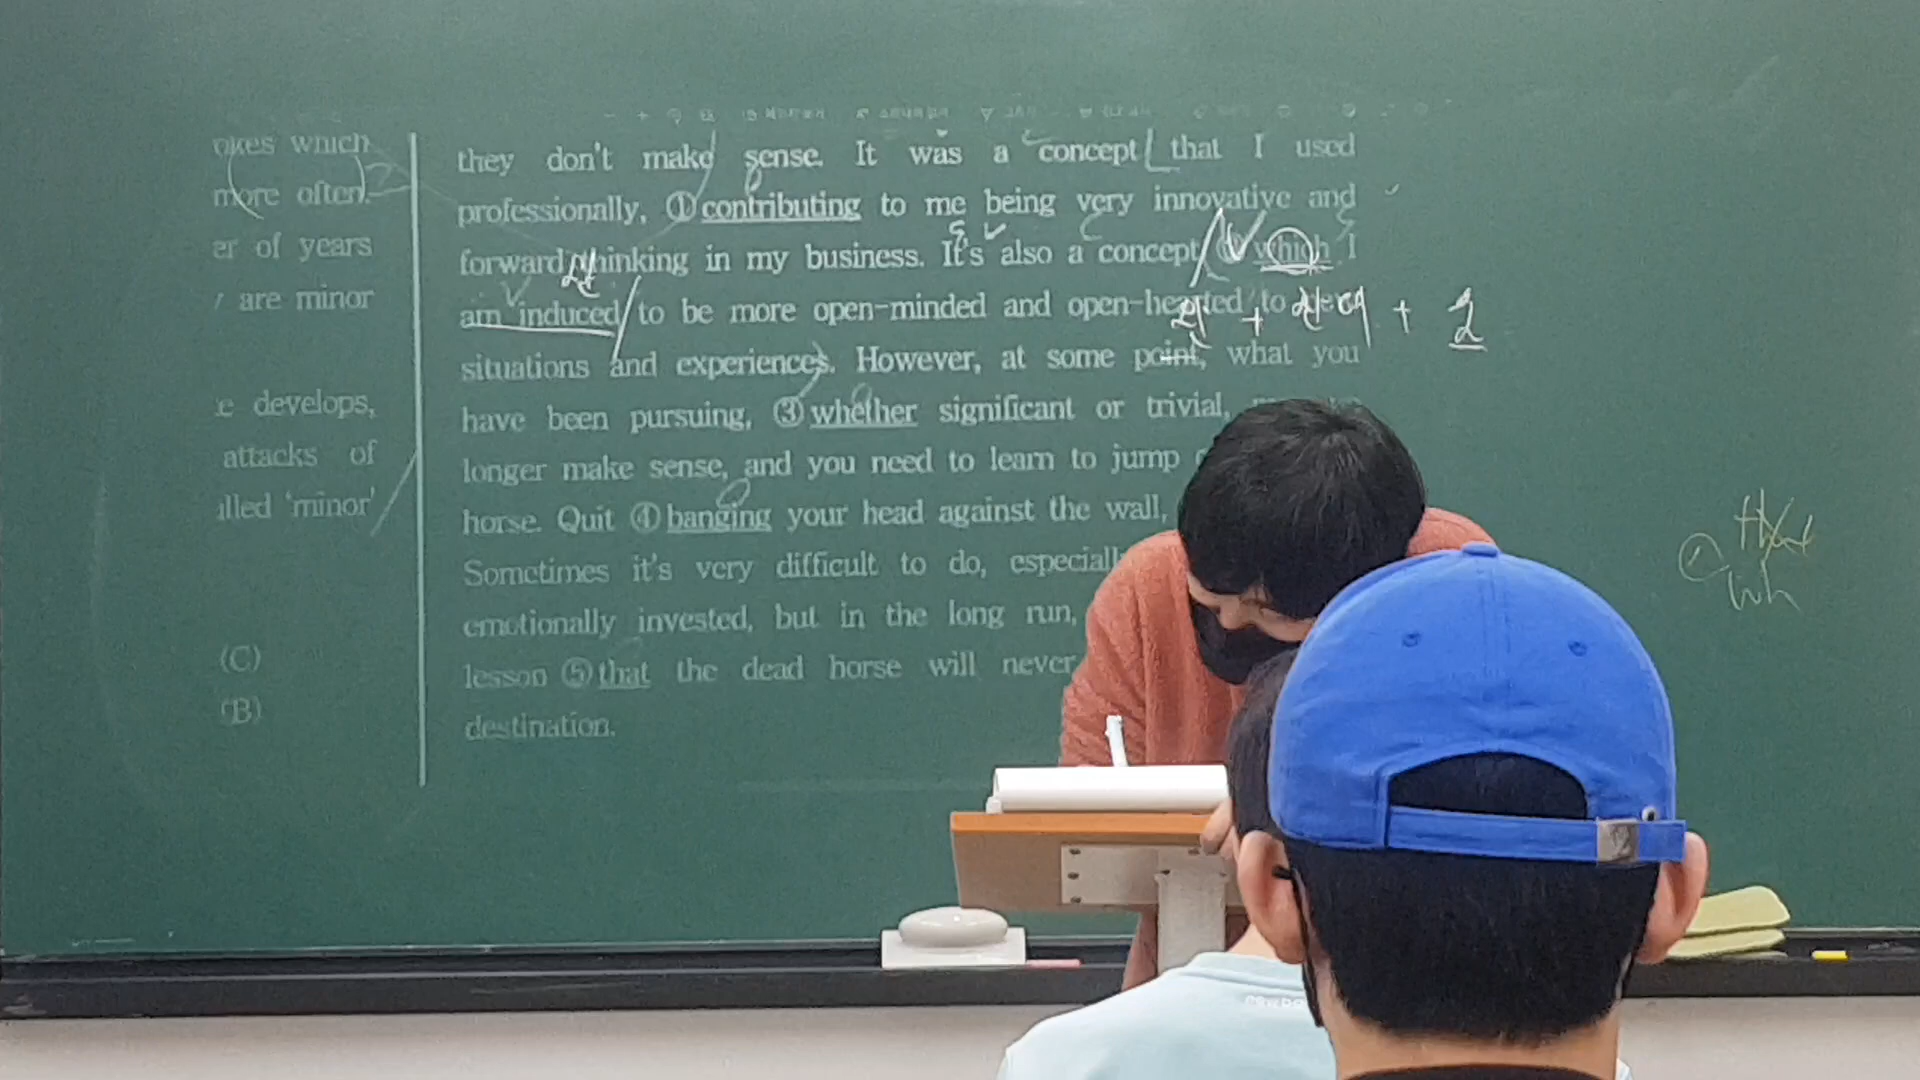 which
more often.
er of years
are minor
develops,
attacks of
'minor'
(C)
(B)
they don't make sense. It was a concept that I used
professionally, ① contributing to me being very innovative and
forward thinking in my business. It's also a concept which I
am induced to be more open-minded and open-hearted to
situations and experiences. However, at some point, what you
have been pursuing, ③ whether significant or trivial,
longer make sense, and you need to learn to jump
horse. Quit ④ banging your head against the wall,
Sometimes it's very difficult to do,
emotionally invested, but in the long run,
lesson ⑤ that the dead horse will never
destination.
+ + 
that
wh